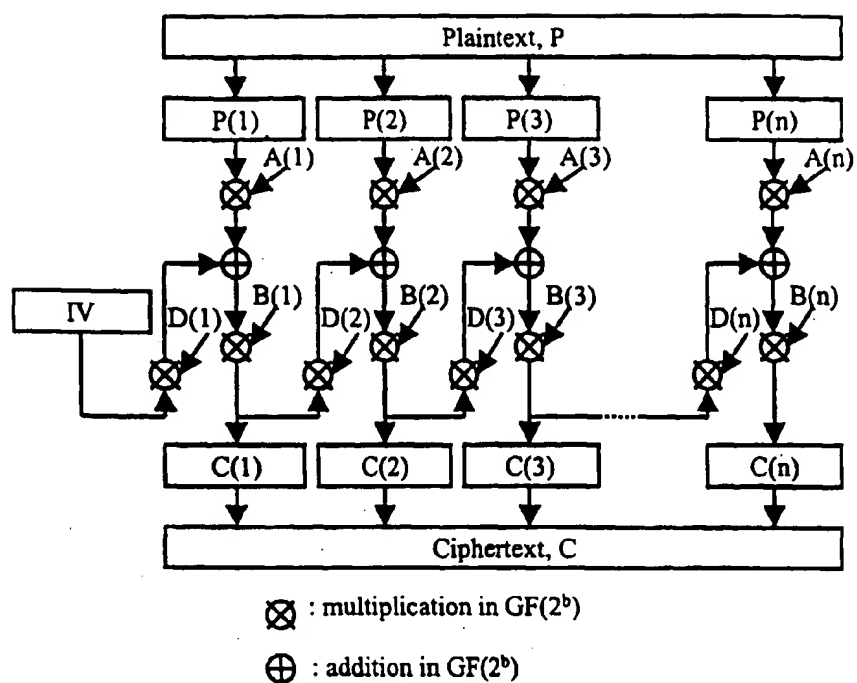 Plaintext, P
P(1) P(2) P(3) P(n)
A(1) A(2) A(3) A(n)
IV
D(1) B(1) D(2) B(2) D(3) B(3) D(n) B(n)
C(1) C(2) C(3) C(n)
Ciphertext, C
: multiplication in GF(2ᵇ)
: addition in GF(2ᵇ)